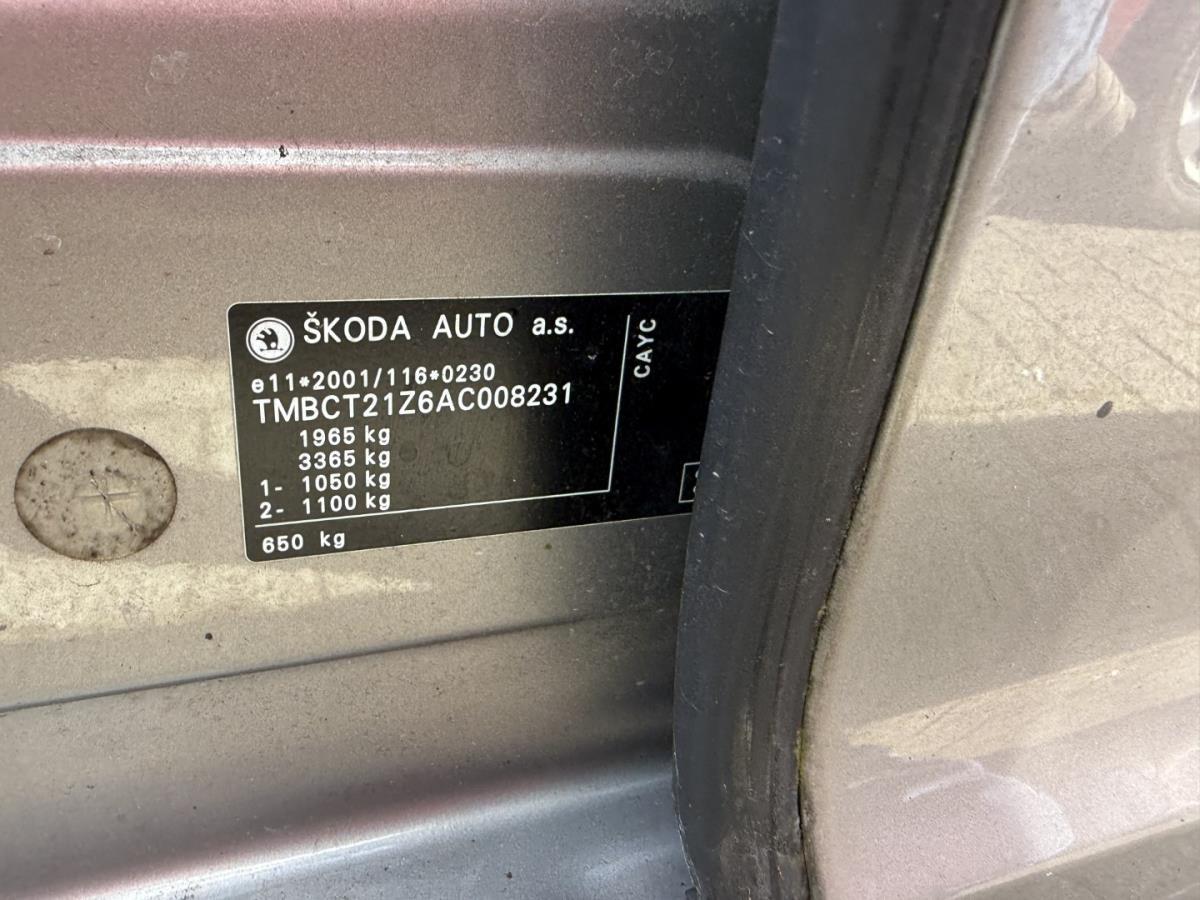 ŠKODA AUTO a.s.
e11*2001/116*0230
TMBCT21Z6AC008231
1965 kg
3365 kg
1- 1050 kg
2- 1100 kg
650 kg
CAYC